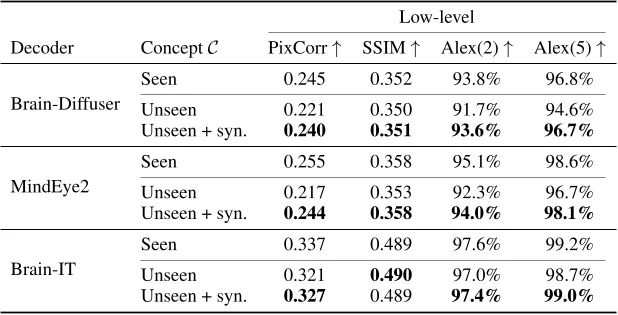 Low-level
Decoder Concept C PixCorr ↑ SSIM ↑ Alex(2) ↑ Alex(5) ↑
Seen 0.245 0.352 93.8% 96.8%
Brain-Diffuser
Unseen 0.221 0.350 91.7% 94.6%
Unseen + syn. 0.240 0.351 93.6% 96.7%
Seen 0.255 0.358 95.1% 98.6%
MindEye2
Unseen 0.217 0.353 92.3% 96.7%
Unseen + syn. 0.244 0.358 94.0% 98.1%
Seen 0.337 0.489 97.6% 99.2%
Brain-IT
Unseen 0.321 0.490 97.0% 98.7%
Unseen + syn. 0.327 0.489 97.4% 99.0%